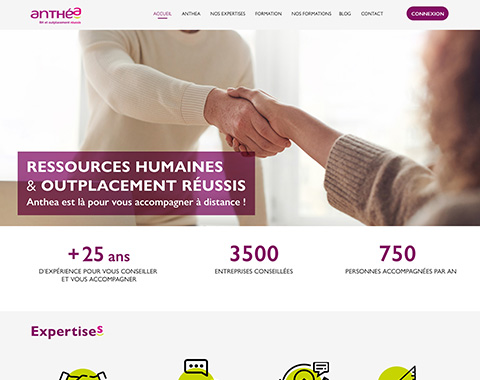 anthéa
RH et outplacement réussis
ACCUEIL ANTHEA NOS EXPERTISES FORMATION NOS FORMATIONS BLOG CONTACT CONNEXION
RESSOURCES HUMAINES
& OUTPLACEMENT RÉUSSIS
Anthea est là pour vous accompagner à distance !
+25 ans
D'EXPÉRIENCE POUR VOUS CONSEILLER
ET VOUS ACCOMPAGNER
3500
ENTREPRISES CONSEILLÉES
750
PERSONNES ACCOMPAGNÉES PAR AN
Expertises